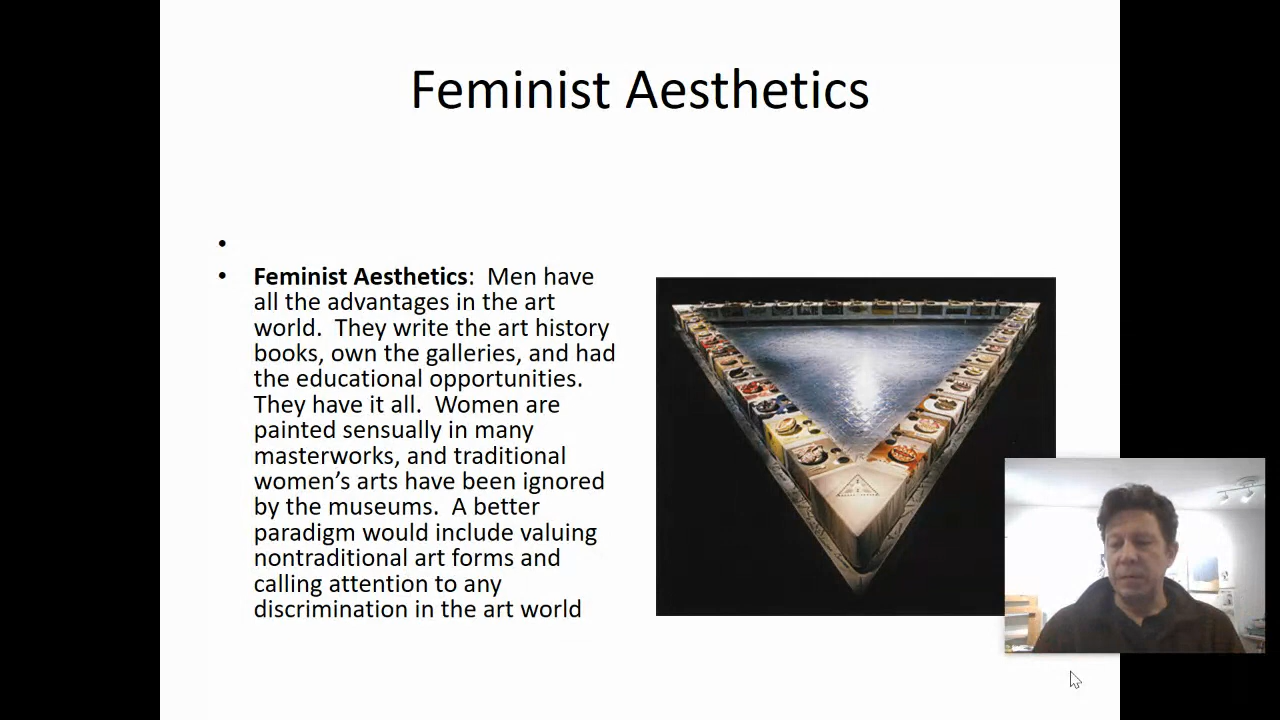 Feminist Aesthetics
•
• Feminist Aesthetics:  Men have
all the advantages in the art
world.  They write the art history
books, own the galleries, and had
the educational opportunities.
They have it all.  Women are
painted sensually in many
masterworks, and traditional
women’s arts have been ignored
by the museums.  A better
paradigm would include valuing
nontraditional art forms and
calling attention to any
discrimination in the art world